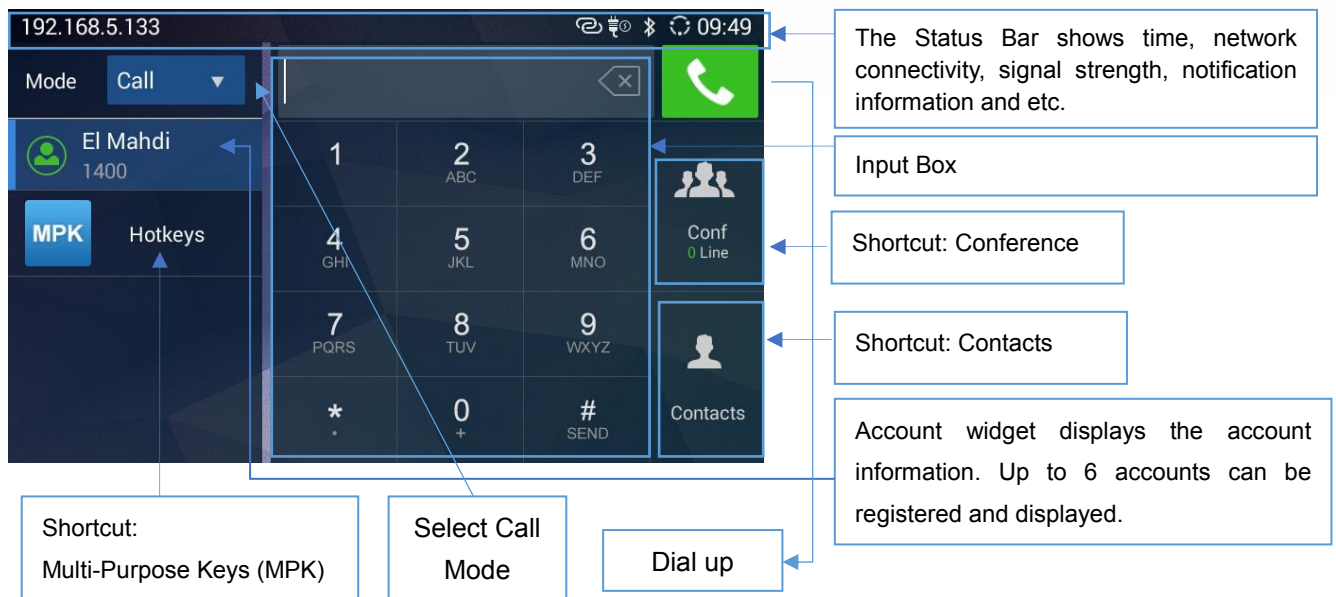 192.168.5.133 09:49
Mode Call
El Mahdi
1400
MPK Hotkeys
1
2
ABC
3
DEF
4
GHI
5
JKL
6
MNO
7
PQRS
8
TUV
9
WXYZ
*
.
0
+
#
SEND
Conf
0 Line
Contacts
The Status Bar shows time, network
connectivity, signal strength, notification
information and etc.
Input Box
Shortcut: Conference
Shortcut: Contacts
Account widget displays the account
information. Up to 6 accounts can be
registered and displayed.
Shortcut:
Multi-Purpose Keys (MPK)
Select Call
Mode
Dial up